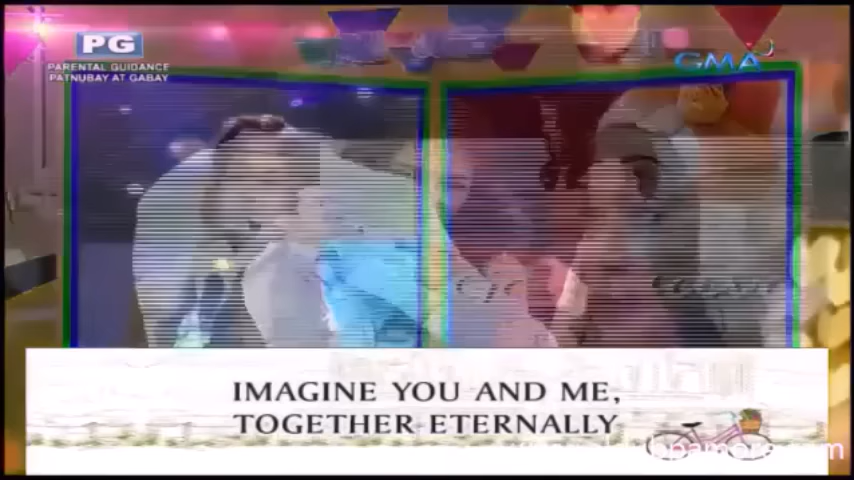 PG
PARENTAL GUIDANCE
PATNUBAY AT GABAY
GMA
IMAGINE YOU AND ME,
TOGETHER ETERNALLY